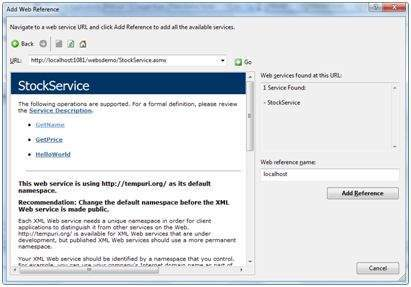 Add Web Reference
Navigate to a web service URL and click Add Reference to add all the available services.
Back
URL: http://localhost:1081/websdemo/StockService.asmx
Go
StockService
The following operations are supported. For a formal definition, please review
the Service Description.
• GetName
• GetPrice
• HelloWorld
This web service is using http://tempuri.org/ as its default
namespace.
Recommendation: Change the default namespace before the XML
Web service is made public.
Each XML Web service needs a unique namespace in order for client
applications to distinguish it from other services on the Web.
http://tempuri.org/ is available for XML Web services that are under
development, but published XML Web services should use a more permanent
namespace.
Your XML Web service should be identified by a namespace that you control.
For example, you can use your company's Internet domain name as part of
Web services found at this URL:
1 Service Found:
- StockService
Web reference name:
localhost
Add Reference
Cancel